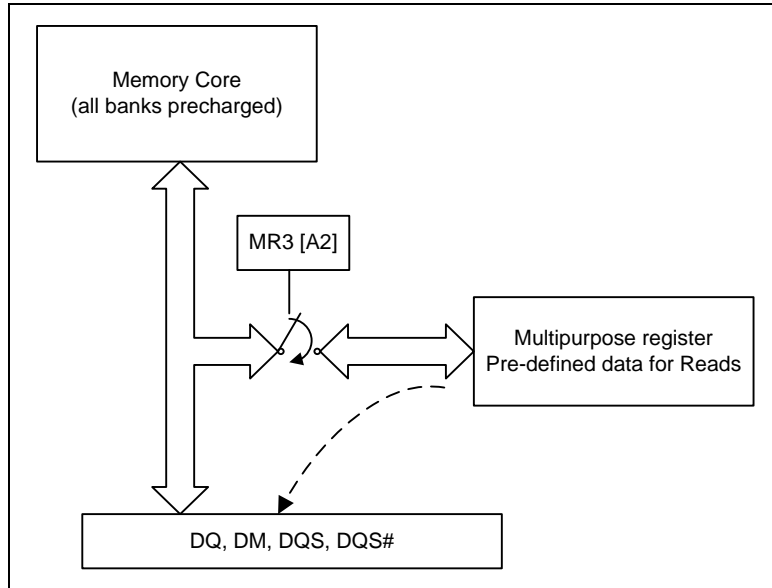 Memory Core
(all banks precharged)
MR3 [A2]
Multipurpose register
Pre-defined data for Reads
DQ, DM, DQS, DQS#